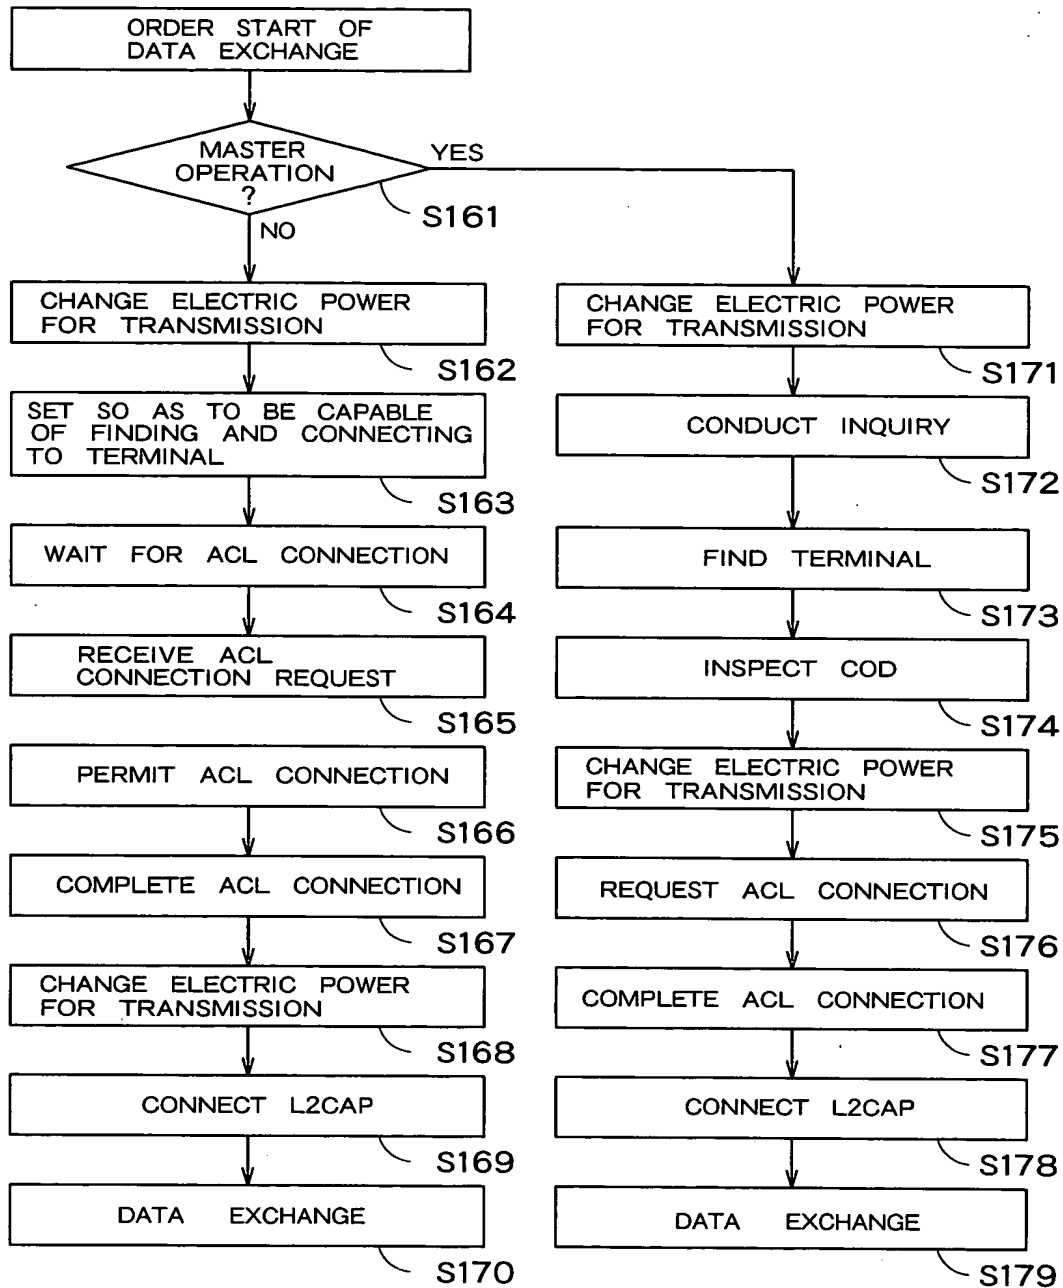 ORDER START OF
DATA EXCHANGE
MASTER
OPERATION
?
YES
S161
NO
CHANGE ELECTRIC POWER
FOR TRANSMISSION
S162
SET SO AS TO BE CAPABLE
OF FINDING AND CONNECTING
TO TERMINAL
S163
WAIT FOR ACL CONNECTION
S164
RECEIVE ACL
CONNECTION REQUEST
S165
PERMIT ACL CONNECTION
S166
COMPLETE ACL CONNECTION
S167
CHANGE ELECTRIC POWER
FOR TRANSMISSION
S168
CONNECT L2CAP
S169
DATA EXCHANGE
S170
CHANGE ELECTRIC POWER
FOR TRANSMISSION
S171
CONDUCT INQUIRY
S172
FIND TERMINAL
S173
INSPECT COD
S174
CHANGE ELECTRIC POWER
FOR TRANSMISSION
S175
REQUEST ACL CONNECTION
S176
COMPLETE ACL CONNECTION
S177
CONNECT L2CAP
S178
DATA EXCHANGE
S179